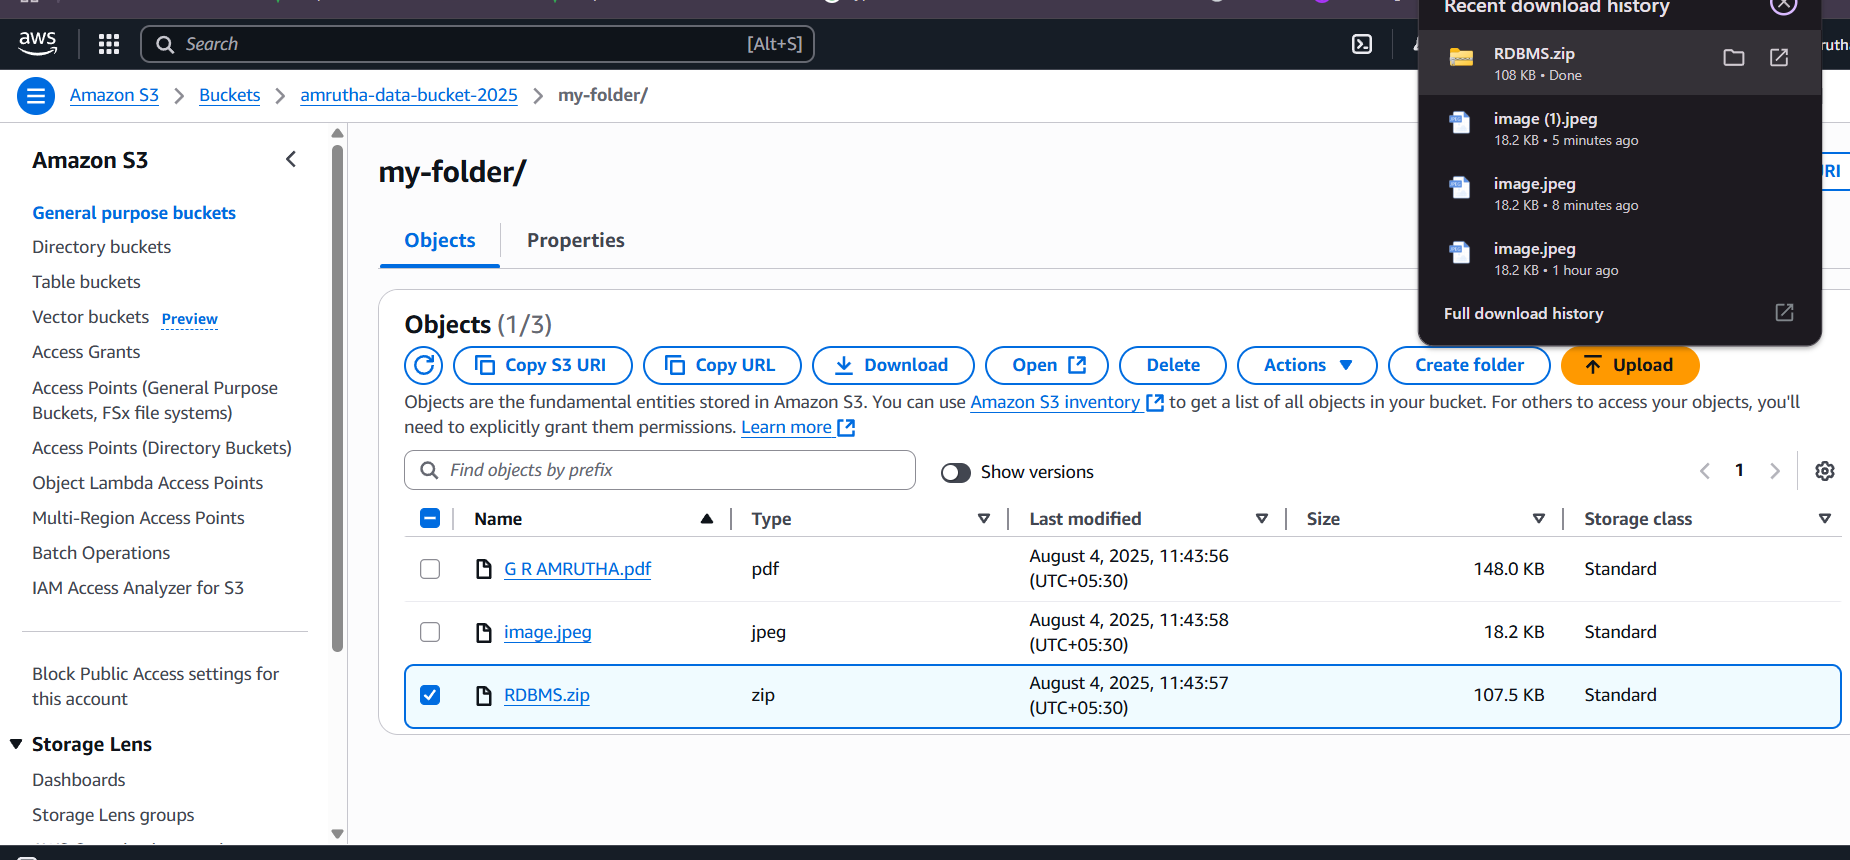 Recent download history
aws
Search
[Alt+S]
RDBMS.zip
108 KB • Done
image (1).jpeg
18.2 KB • 5 minutes ago
image.jpeg
18.2 KB • 8 minutes ago
image.jpeg
18.2 KB • 1 hour ago
Full download history
Amazon S3
Buckets
amrutha-data-bucket-2025
my-folder/
Amazon S3
General purpose buckets
Directory buckets
Table buckets
Vector buckets Preview
Access Grants
Access Points (General Purpose
Buckets, FSx file systems)
Access Points (Directory Buckets)
Object Lambda Access Points
Multi-Region Access Points
Batch Operations
IAM Access Analyzer for S3
Block Public Access settings for
this account
Storage Lens
Dashboards
Storage Lens groups
my-folder/
Objects
Properties
Objects (1/3)
Copy S3 URI
Copy URL
Download
Open
Delete
Actions
Create folder
Upload
Objects are the fundamental entities stored in Amazon S3. You can use Amazon S3 inventory to get a list of all objects in your bucket. For others to access your objects, you'll
need to explicitly grant them permissions. Learn more
Find objects by prefix
Show versions
1
Name Type Last modified Size Storage class
G R AMRUTHA.pdf pdf August 4, 2025, 11:43:56 (UTC+05:30) 148.0 KB Standard
image.jpeg jpeg August 4, 2025, 11:43:58 (UTC+05:30) 18.2 KB Standard
RDBMS.zip zip August 4, 2025, 11:43:57 (UTC+05:30) 107.5 KB Standard